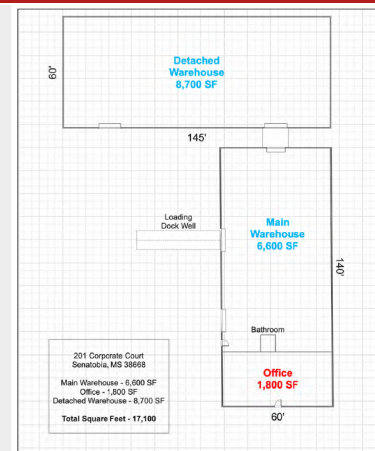 Detached
Warehouse
8,700 SF
60'
145'
Loading
Dock Well
Main
Warehouse
6,600 SF
140'
Bathroom
Office
1,800 SF
60'
201 Corporate Court
Senatobia, MS 38668
Main Warehouse - 6,600 SF
Office - 1,800 SF
Detached Warehouse - 8,700 SF
Total Square Feet - 17,100